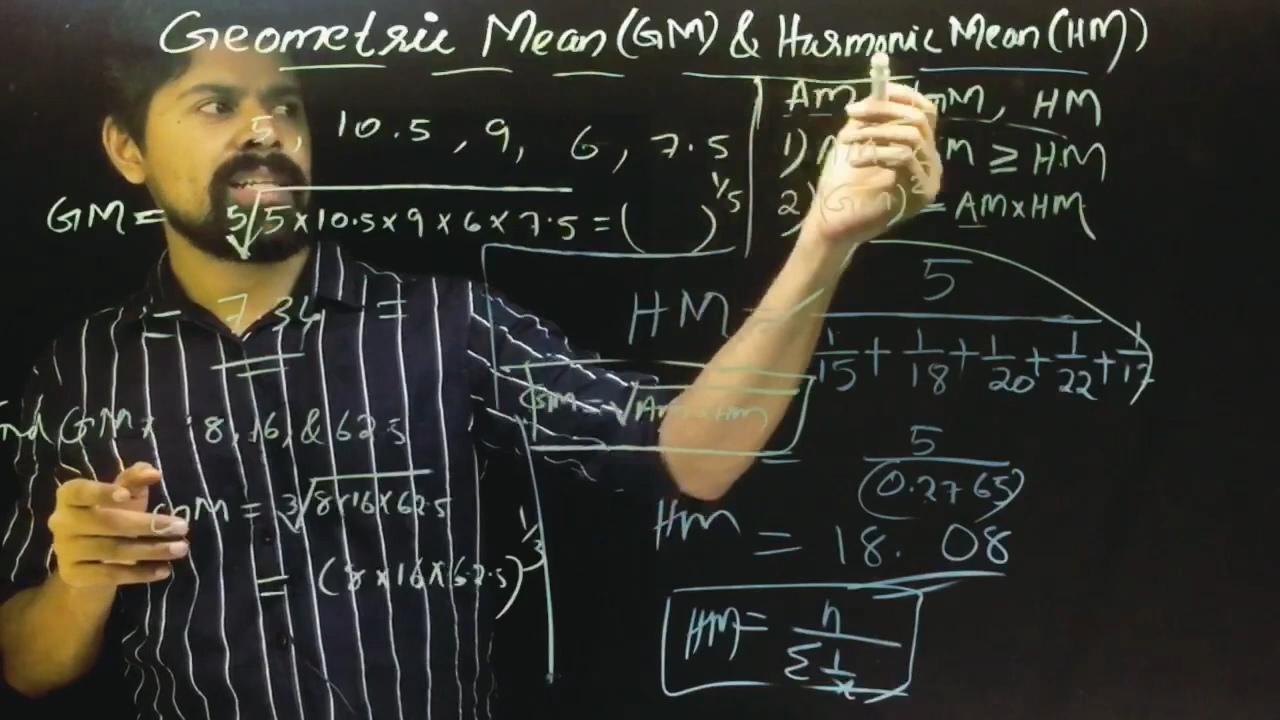 Geometric Mean (GM) & Harmonic Mean (HM)
5, 10.5, 9, 6, 7.5
GM = 5√5×10.5×9×6×7.5 = ( )^1/5
= 7.34 =
GM, 8, 16, & 62.5
GM = 3√8×16×62.5
= (8×16×62.5)^1/3
AM GM, HM
1) M ≥ HM
2) (GM)² = AM×HM
HM = 5 / 1/15 + 1/18 + 1/20 + 1/22 + 1/17
GM = √AM×HM
5 / (0.2765)
HM = 18.08
HM = n / Σ 1/x